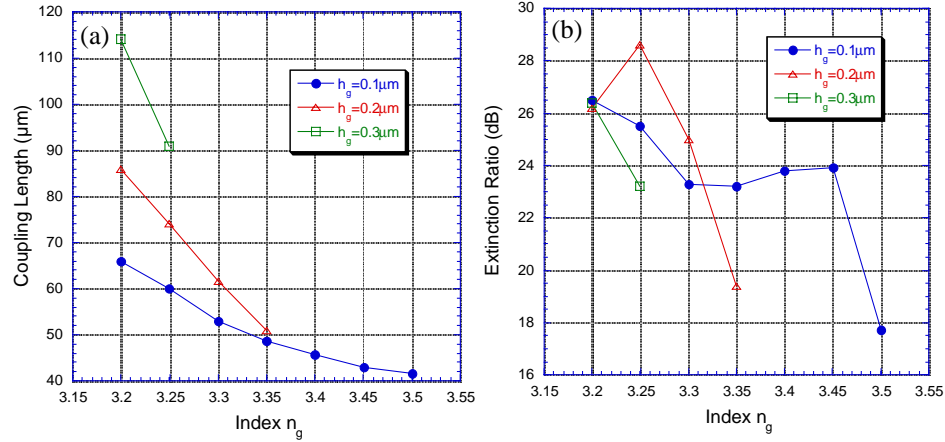 (a)
120
110
100
90
80
70
60
50
40
3.15 3.2 3.25 3.3 3.35 3.4 3.45 3.5 3.55
Coupling Length (µm)
Index n_g
h_g=0.1µm
h_g=0.2µm
h_g=0.3µm
(b)
30
28
26
24
22
20
18
16
3.15 3.2 3.25 3.3 3.35 3.4 3.45 3.5 3.55
Extinction Ratio (dB)
Index n_g
h_g=0.1µm
h_g=0.2µm
h_g=0.3µm